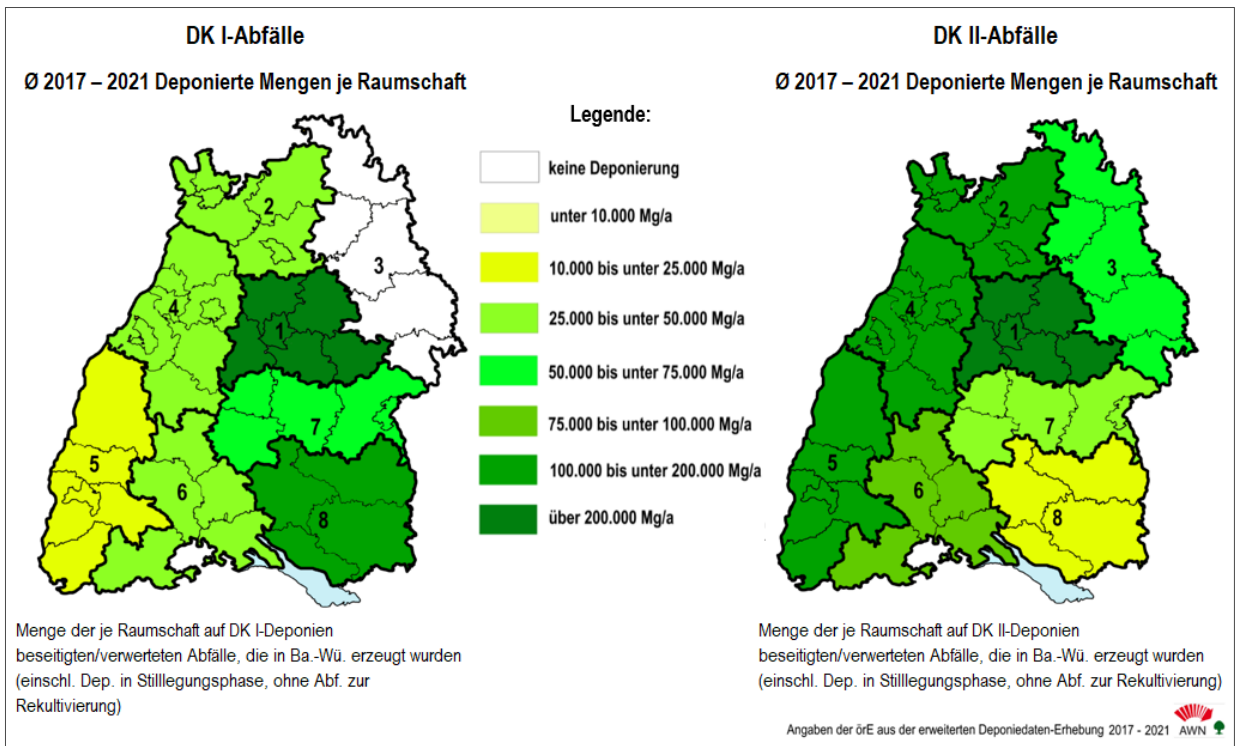 DK I-Abfälle
Ø 2017 – 2021 Deponierte Mengen je Raumschaft
2
3
4
1
7
5
6
8
Menge der je Raumschaft auf DK I-Deponien
beseitigten/verwerteten Abfälle, die in Ba.-Wü. erzeugt wurden
(einschl. Dep. in Stilllegungsphase, ohne Abf. zur
Rekultivierung)
Legende:
keine Deponierung
unter 10.000 Mg/a
10.000 bis unter 25.000 Mg/a
25.000 bis unter 50.000 Mg/a
50.000 bis unter 75.000 Mg/a
75.000 bis unter 100.000 Mg/a
100.000 bis unter 200.000 Mg/a
über 200.000 Mg/a
DK II-Abfälle
Ø 2017 – 2021 Deponierte Mengen je Raumschaft
2
3
4
1
7
5
6
8
Menge der je Raumschaft auf DK II-Deponien
beseitigten/verwerteten Abfälle, die in Ba.-Wü. erzeugt wurden
(einschl. Dep. in Stilllegungsphase, ohne Abf. zur Rekultivierung)
Angaben der örE aus der erweiterten Deponiedaten-Erhebung 2017 - 2021
AWN